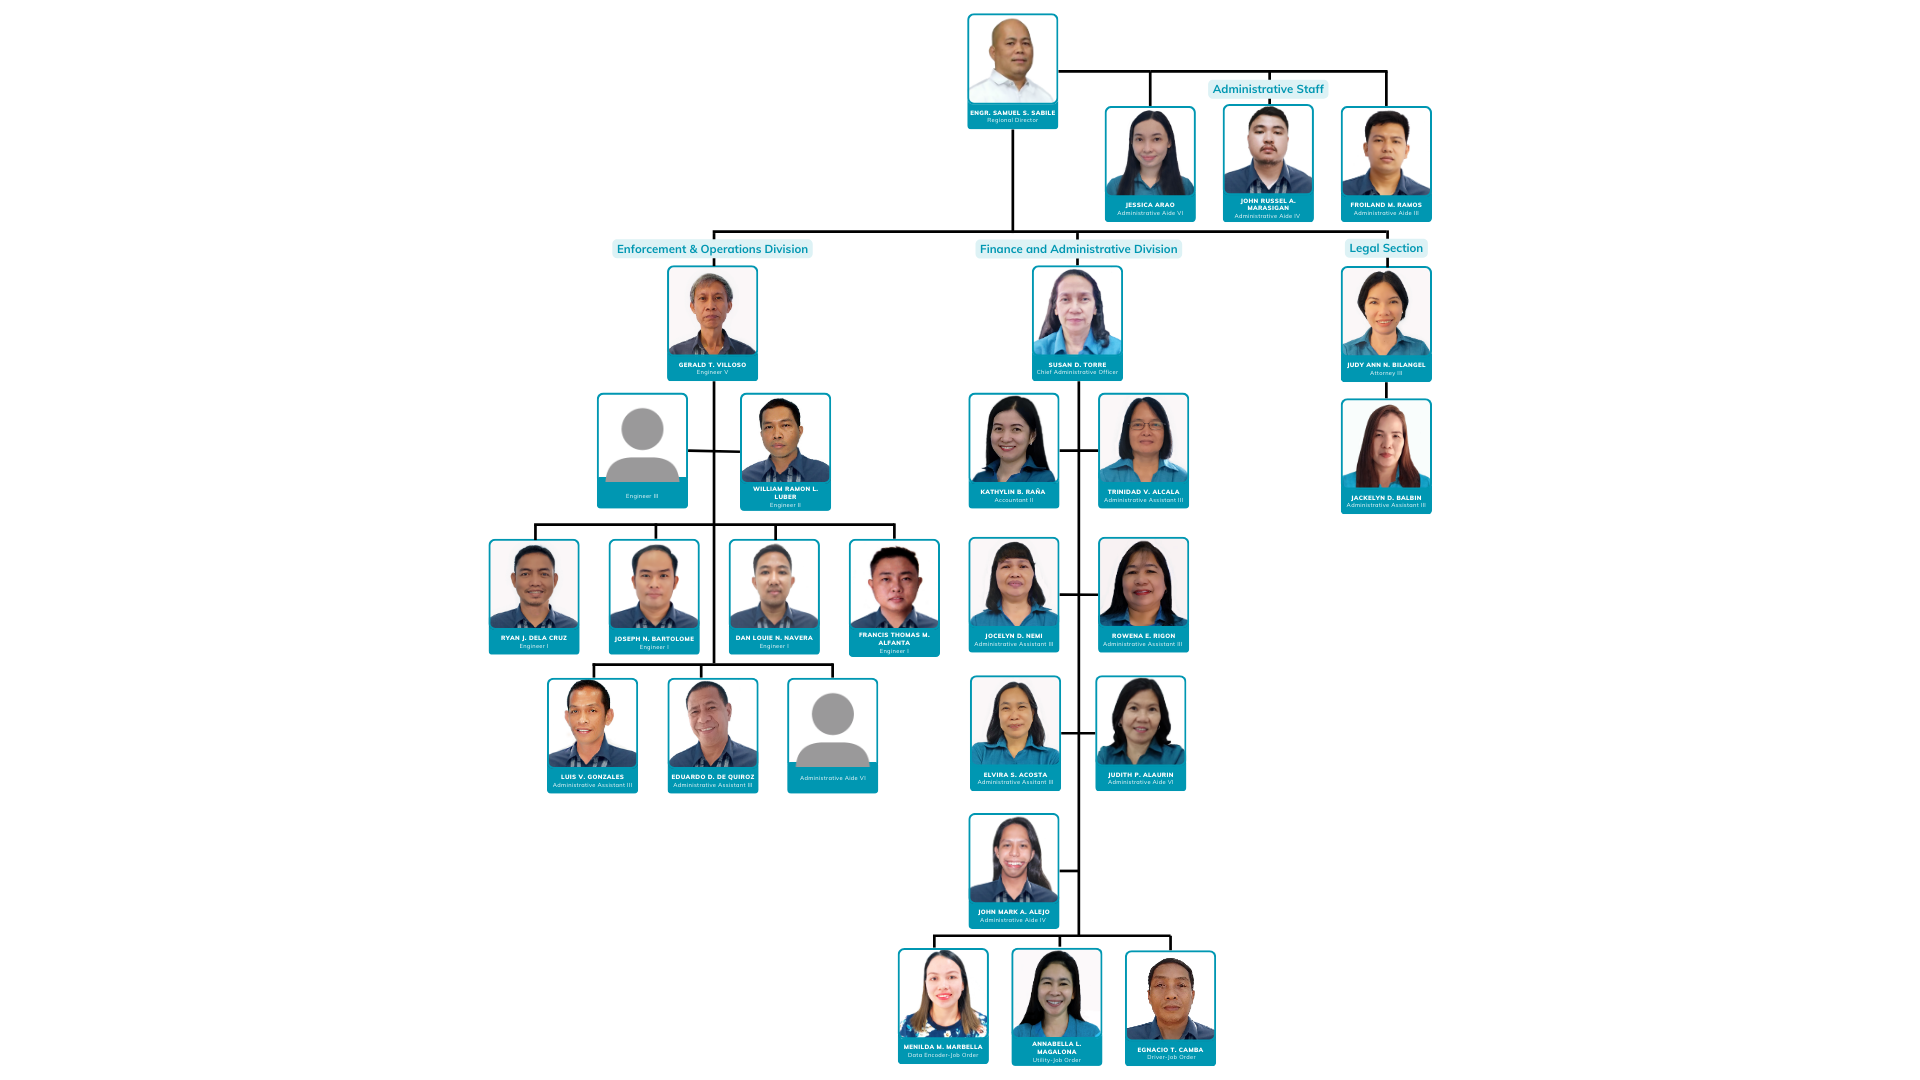 ENGR. SAMUEL S. SABILE
Regional Director
Administrative Staff
JESSICA ARAO
Administrative Aide VI
JOHN RUSSEL A.
MARASIGAN
Administrative Aide IV
FROILAND M. RAMOS
Administrative Aide III
Enforcement & Operations Division
Finance and Administrative Division
Legal Section
GERALD T. VILLOSO
Engineer V
SUSAN D. TORRE
Chief Administrative Officer
JUDY ANN N. BILANGEL
Attorney III
Engineer III
WILLIAM RAMON L.
LUBER
Engineer II
KATHYLIN B. RAÑA
Accountant II
TRINIDAD V. ALCALA
Administrative Assistant III
JACKELYN D. BALBIN
Administrative Assistant III
RYAN J. DELA CRUZ
Engineer I
JOSEPH N. BARTOLOME
Engineer I
DAN LOUIE N. NAVERA
Engineer I
FRANCIS THOMAS M.
ALFANTA
Engineer I
JOCELYN D. NEMI
Administrative Assistant III
ROWENA E. RIGON
Administrative Assistant III
LUIS V. GONZALES
Administrative Assistant III
EDUARDO D. DE QUIROZ
Administrative Assistant III
Administrative Aide VI
ELVIRA S. ACOSTA
Administrative Assitant III
JUDITH P. ALAURIN
Administrative Aide VI
JOHN MARK A. ALEJO
Administrative Aide IV
MENILDA M. MARBELLA
Data Encoder-Job Order
ANNABELLA L.
MAGALONA
Utility-Job Order
EGNACIO T. CAMBA
Driver-Job Order